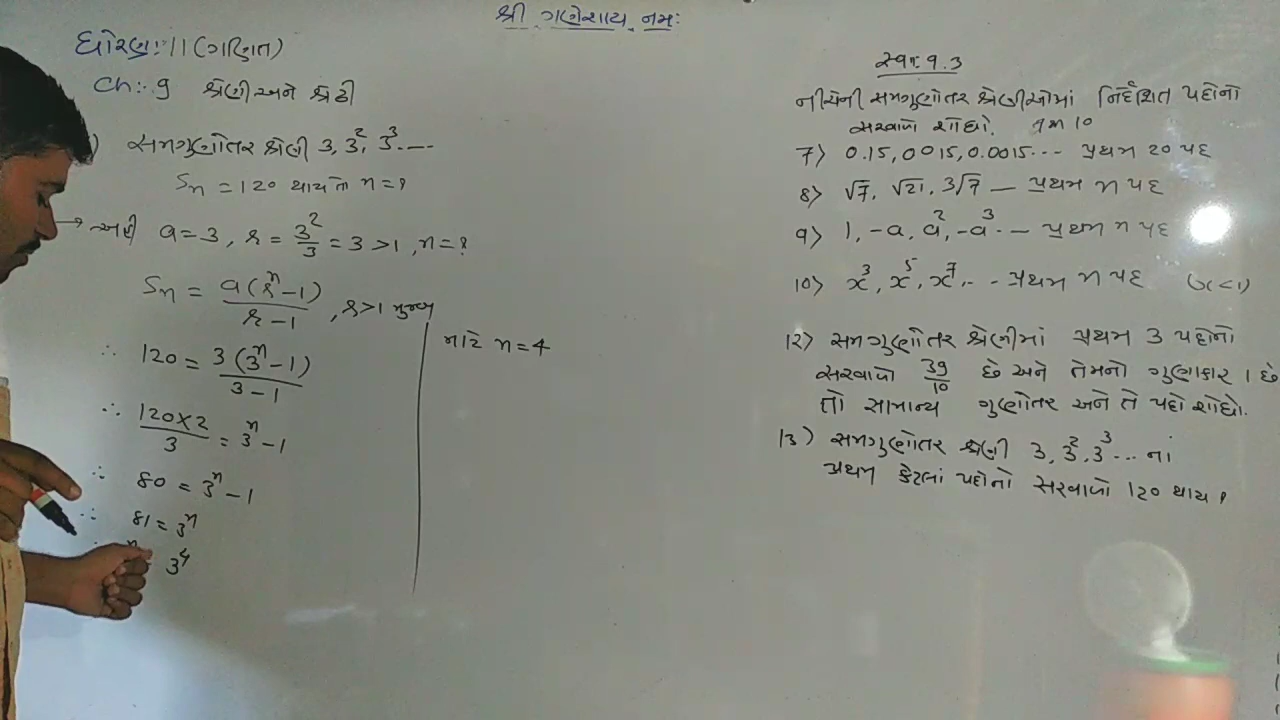 શ્રી ગણેશાય નમઃ
ધોરણઃ 11 (ગણિત)
Ch:- 9 શ્રેણી અને શ્રેઢી
) સમગુણોતર શ્રેણી 3, 3², 3³ ...
Sn = 120 થાય તો n = ?
→ અહીં a = 3, r = 3²/3 = 3 > 1, n = ?
Sn = a(rⁿ - 1)/(r - 1), r > 1 મુજબ
∴ 120 = 3(3ⁿ - 1)/(3 - 1)
∴ 120 × 2/3 = 3ⁿ - 1
∴ 80 = 3ⁿ - 1
∴ 81 = 3ⁿ
3⁴
માટે n = 4
સ્વા. 9.3
નીચેની સમગુણોતર શ્રેણીઓમાં નિર્દેશિત પદોનો
સરવાળો શોધો. 7 થી 10
7) 0.15, 0.015, 0.0015... પ્રથમ 20 પદ
8) √7, √21, 3√7 — પ્રથમ n પદ
9) 1, -a, a², -a³ ... પ્રથમ n પદ
10) x³, x⁵, x⁷, ... પ્રથમ n પદ
12) સમગુણોતર શ્રેણીમાં પ્રથમ 3 પદોનો
સરવાળો 39/10 છે અને તેમનો ગુણાકાર 1 છે
તો સામાન્ય ગુણોતર અને તે પદો શોધો.
13) સમગુણોતર શ્રેણી 3, 3², 3³ ... નાં
પ્રથમ કેટલાં પદોનો સરવાળો 120 થાય ?